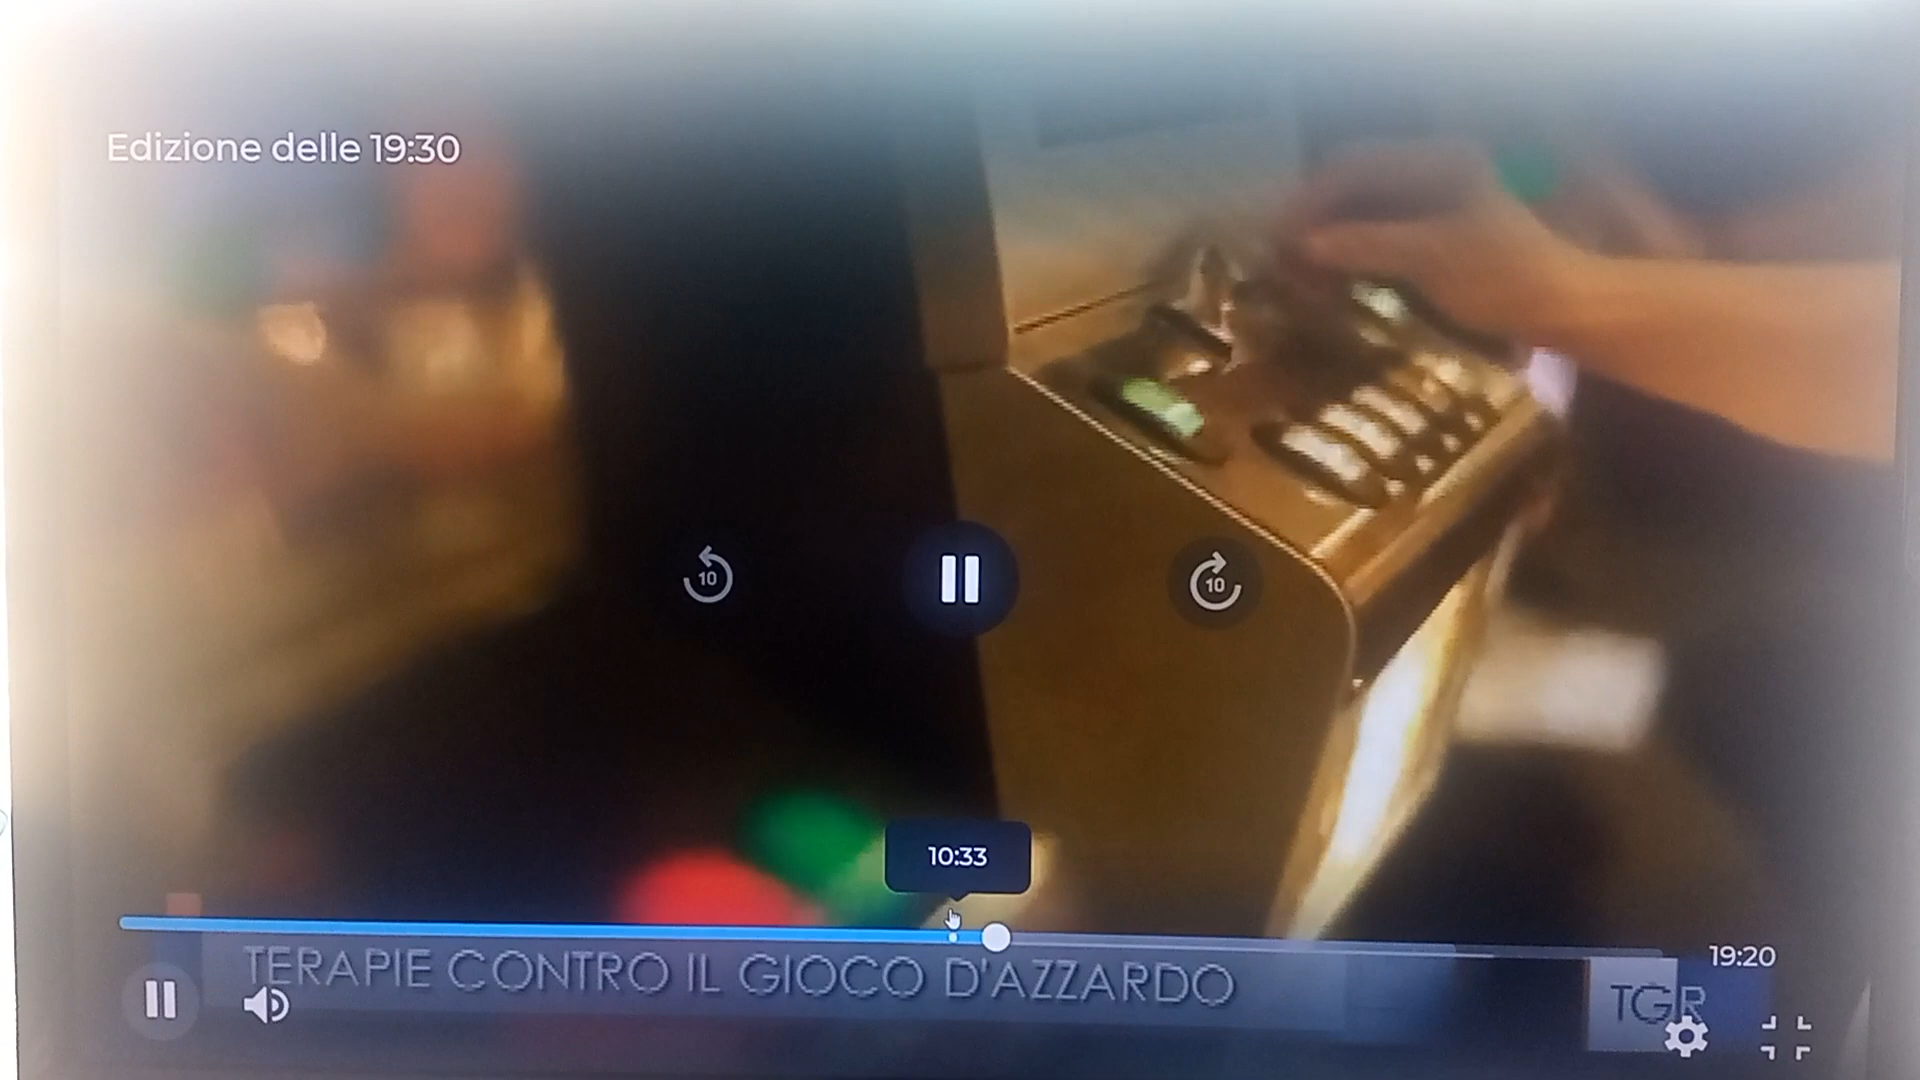 Edizione delle 19:30
10
10
10:33
19:20
TERAPIE CONTRO IL GIOCO D'AZZARDO
TGR